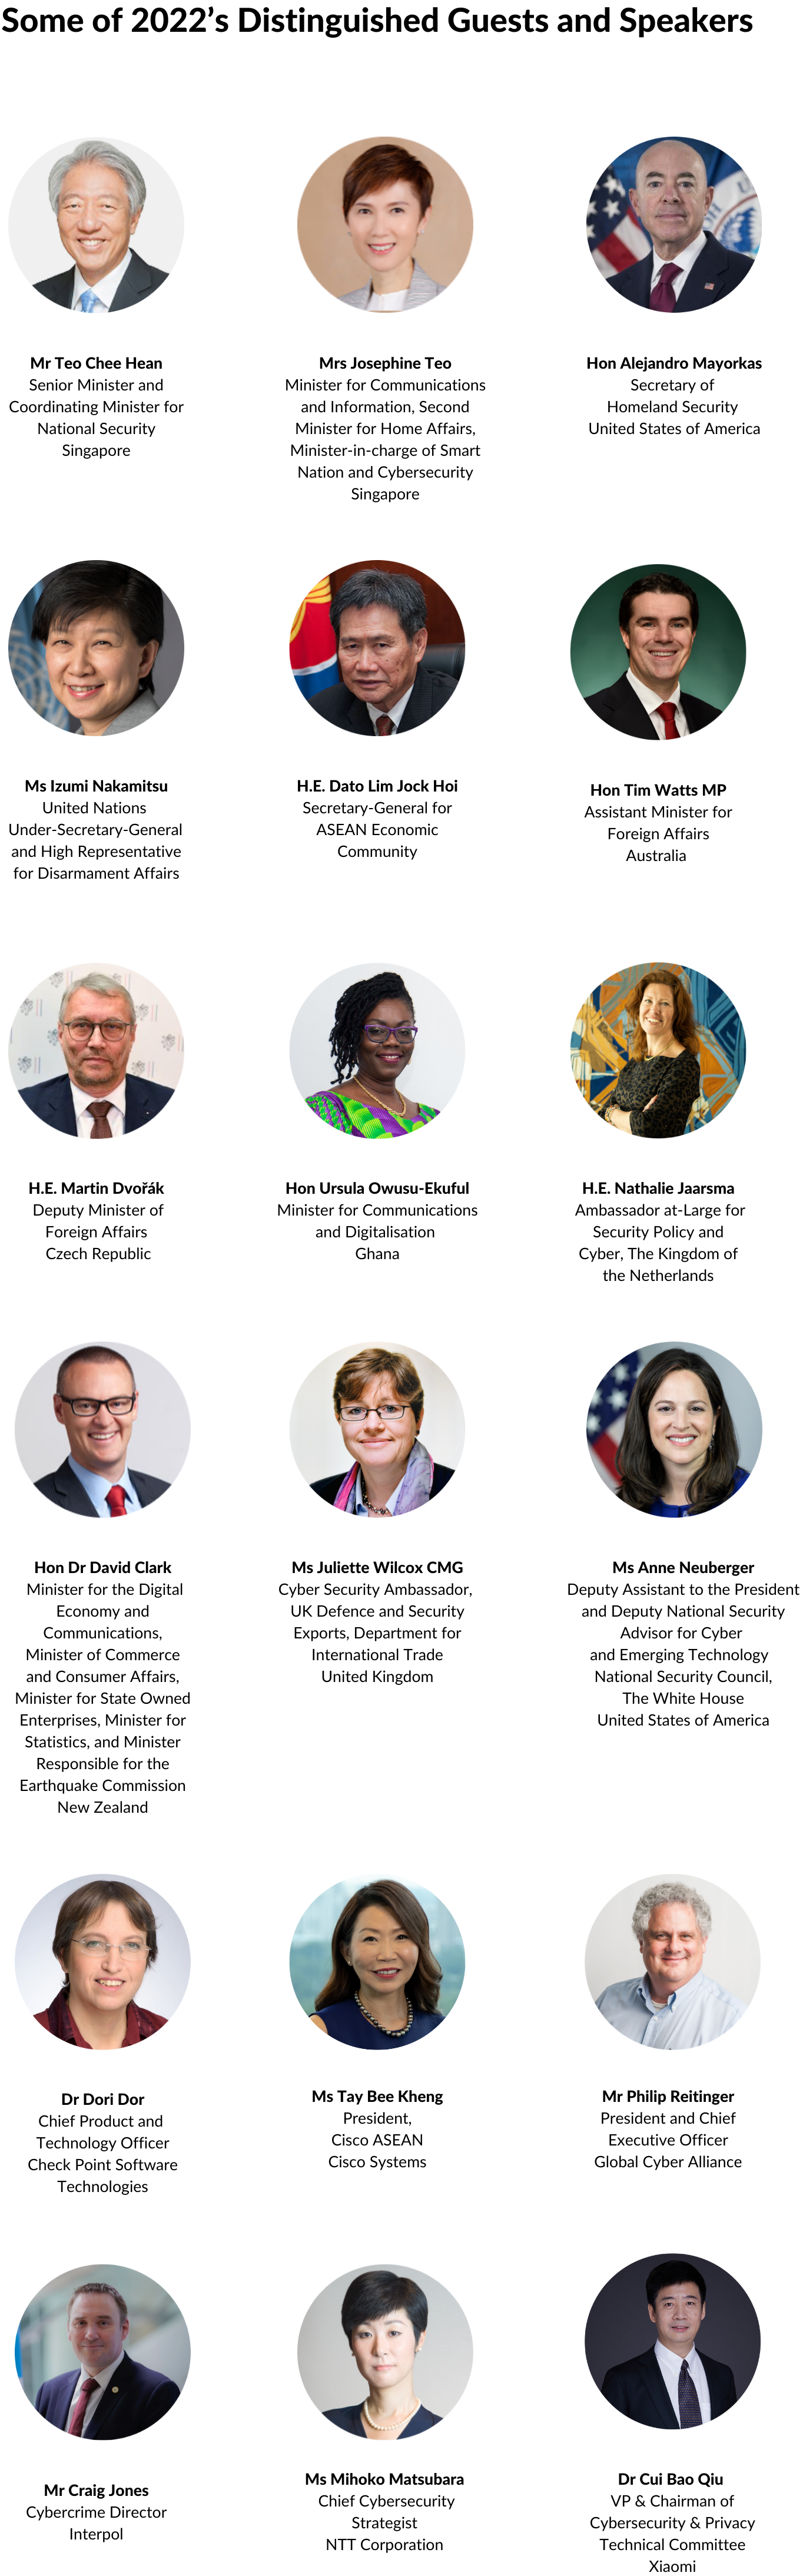 Some of 2022’s Distinguished Guests and Speakers
Mr Teo Chee Hean
Senior Minister and
Coordinating Minister for
National Security
Singapore
Mrs Josephine Teo
Minister for Communications
and Information, Second
Minister for Home Affairs,
Minister-in-charge of Smart
Nation and Cybersecurity
Singapore
Hon Alejandro Mayorkas
Secretary of
Homeland Security
United States of America
Ms Izumi Nakamitsu
United Nations
Under-Secretary-General
and High Representative
for Disarmament Affairs
H.E. Dato Lim Jock Hoi
Secretary-General for
ASEAN Economic
Community
Hon Tim Watts MP
Assistant Minister for
Foreign Affairs
Australia
H.E. Martin Dvořák
Deputy Minister of
Foreign Affairs
Czech Republic
Hon Ursula Owusu-Ekuful
Minister for Communications
and Digitalisation
Ghana
H.E. Nathalie Jaarsma
Ambassador at-Large for
Security Policy and
Cyber, The Kingdom of
the Netherlands
Hon Dr David Clark
Minister for the Digital
Economy and
Communications,
Minister of Commerce
and Consumer Affairs,
Minister for State Owned
Enterprises, Minister for
Statistics, and Minister
Responsible for the
Earthquake Commission
New Zealand
Ms Juliette Wilcox CMG
Cyber Security Ambassador,
UK Defence and Security
Exports, Department for
International Trade
United Kingdom
Ms Anne Neuberger
Deputy Assistant to the President
and Deputy National Security
Advisor for Cyber
and Emerging Technology
National Security Council,
The White House
United States of America
Dr Dori Dor
Chief Product and
Technology Officer
Check Point Software
Technologies
Ms Tay Bee Kheng
President,
Cisco ASEAN
Cisco Systems
Mr Philip Reitinger
President and Chief
Executive Officer
Global Cyber Alliance
Mr Craig Jones
Cybercrime Director
Interpol
Ms Mihoko Matsubara
Chief Cybersecurity
Strategist
NTT Corporation
Dr Cui Bao Qiu
VP & Chairman of
Cybersecurity & Privacy
Technical Committee
Xiaomi